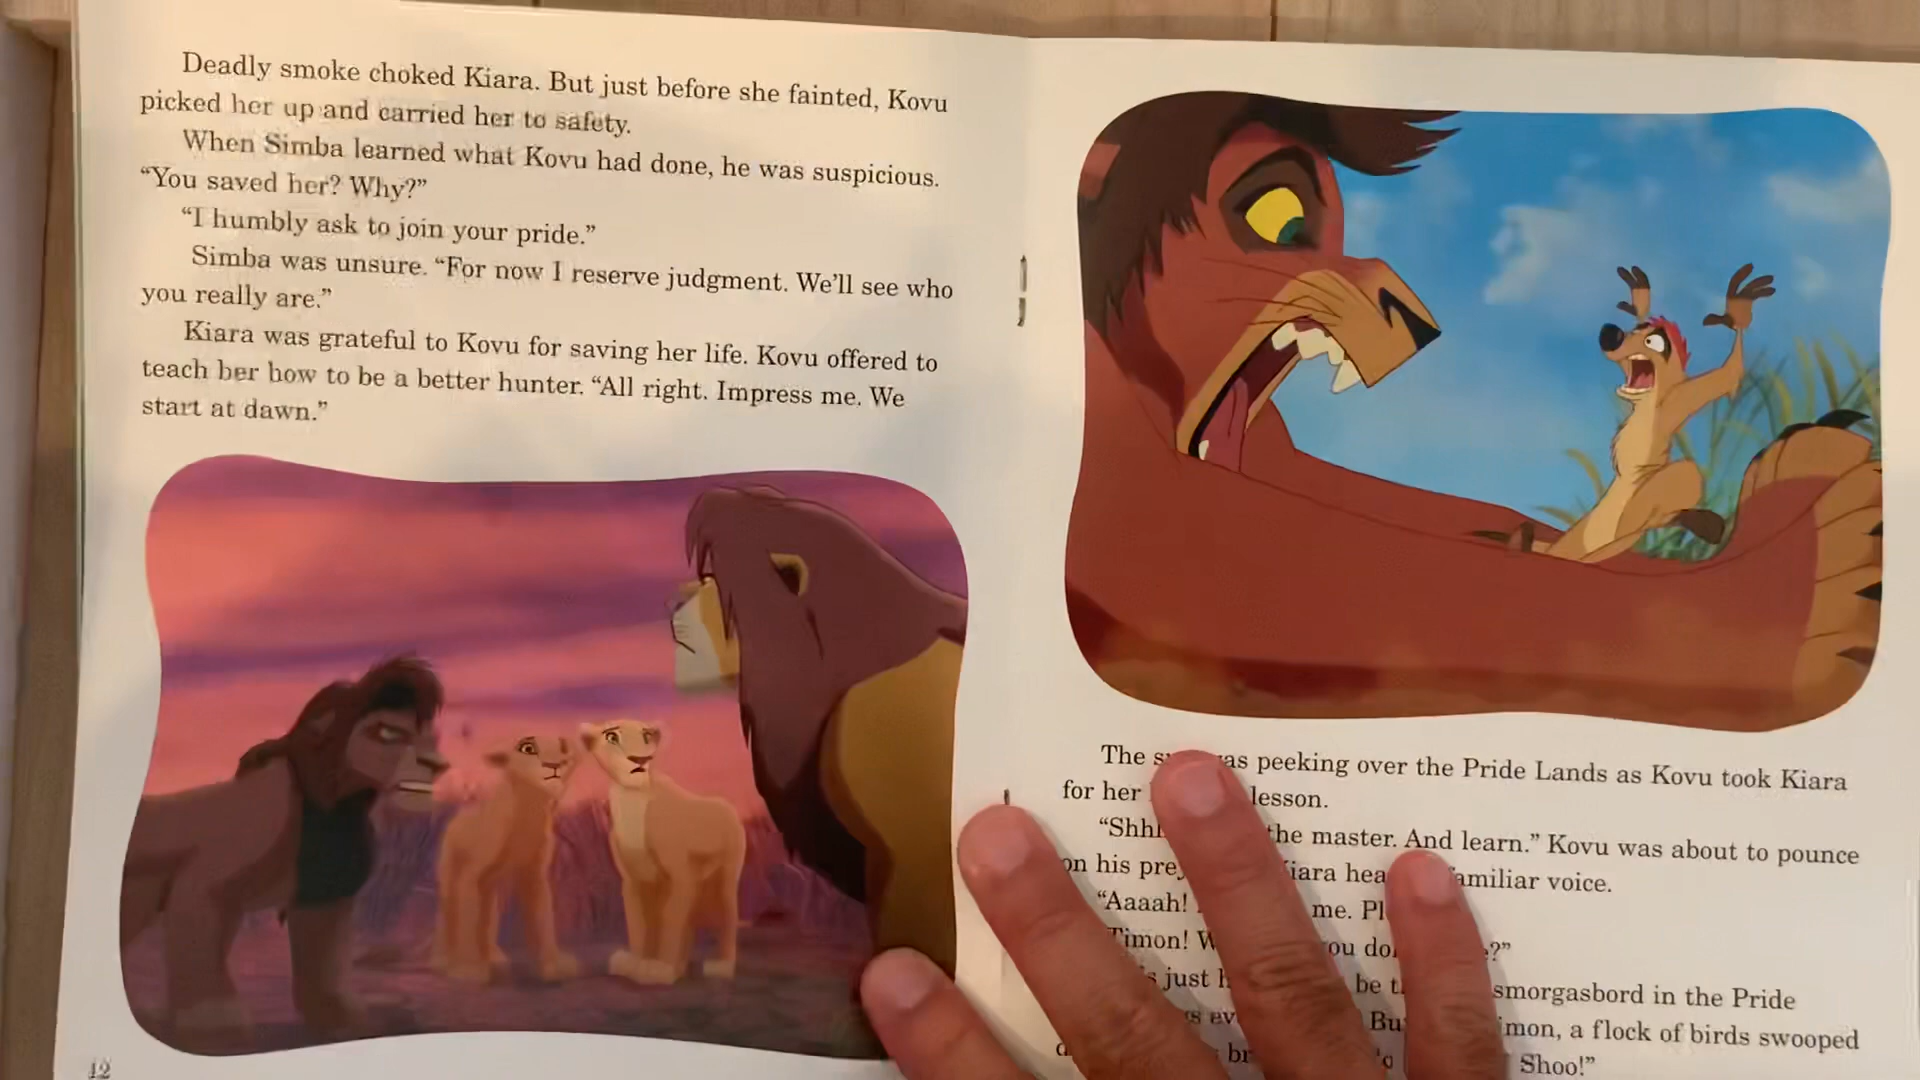 Deadly smoke choked Kiara. But just before she fainted, Kovu
picked her up and carried her to safety.
When Simba learned what Kovu had done, he was suspicious.
“You saved her? Why?”
“I humbly ask to join your pride.”
Simba was unsure. “For now I reserve judgment. We’ll see who
you really are.”
Kiara was grateful to Kovu for saving her life. Kovu offered to
teach her how to be a better hunter. “All right. Impress me. We
start at dawn.”
12
The peeking over the Pride Lands as Kovu took Kiara
for her lesson.
the master. And learn.” Kovu was about to pounce
on his familiar voice.
“Aaaah! me.
Timon!
just be smorgasbord in the Pride
a flock of birds swooped
Shoo!”